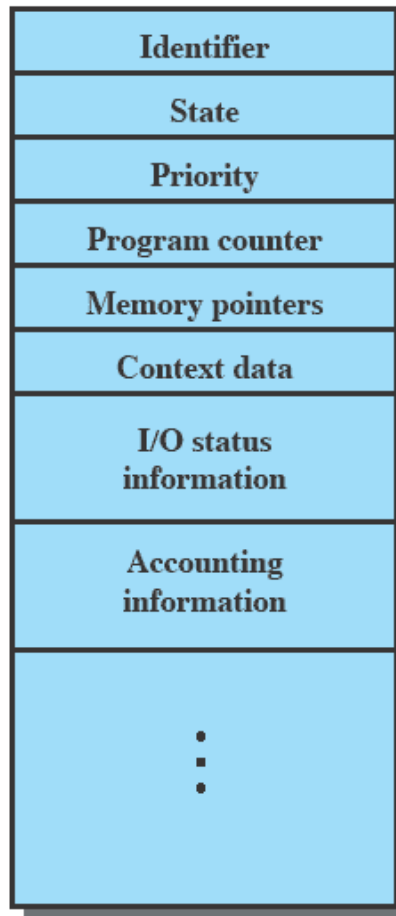 Identifier
State
Priority
Program counter
Memory pointers
Context data
I/O status
information
Accounting
information